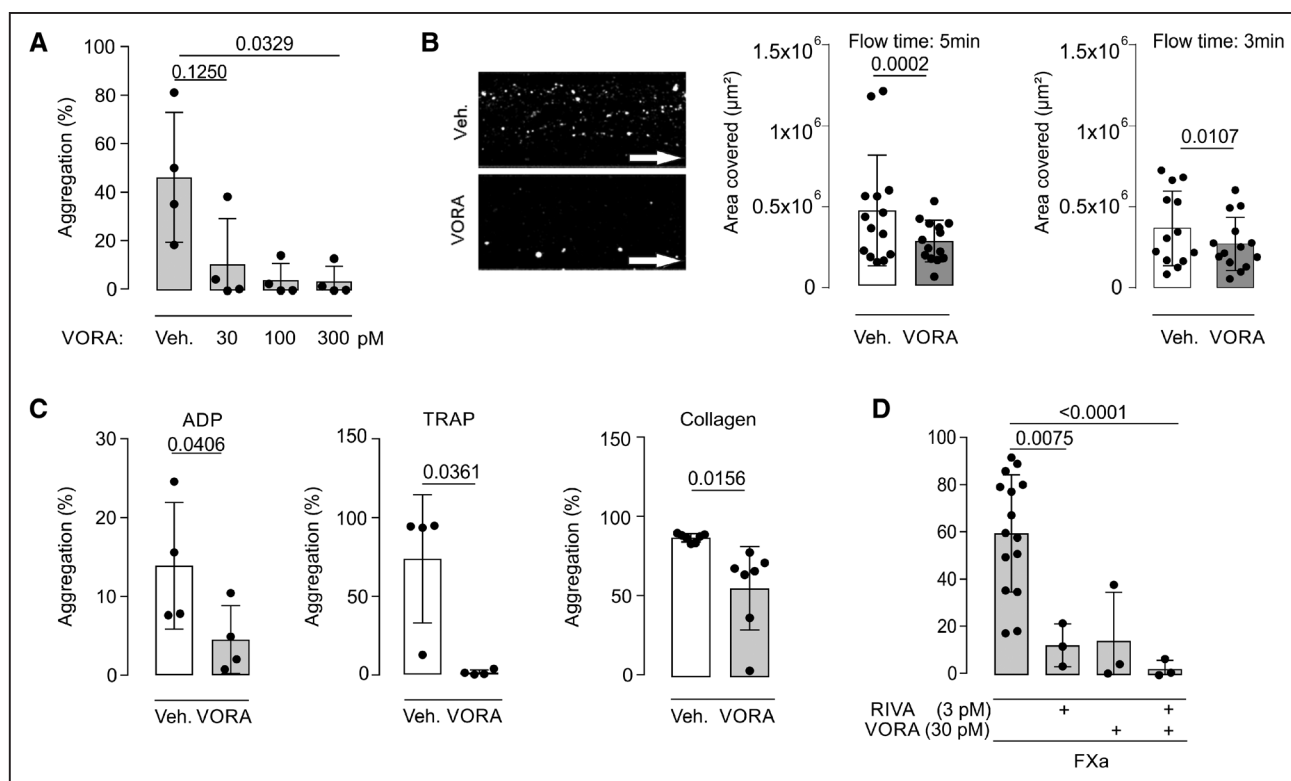 A
100
80
60
40
20
0
Aggregation (%)
0.0329
0.1250
VORA: Veh. 30 100 300 pM
B
Veh.
VORA
Flow time: 5min
1.5x10⁶
1x10⁶
0.5x10⁶
0
Area covered (µm²)
0.0002
Veh. VORA
Flow time: 3min
1.5x10⁶
1x10⁶
0.5x10⁶
0
Area covered (µm²)
0.0107
Veh. VORA
C
ADP
30
20
10
0
Aggregation (%)
0.0406
Veh. VORA
TRAP
150
100
50
0
Aggregation (%)
0.0361
Veh. VORA
Collagen
150
100
50
0
Aggregation (%)
0.0156
Veh. VORA
D
<0.0001
0.0075
100
80
60
40
20
0
RIVA (3 pM) + +
VORA (30 pM) + +
FXa